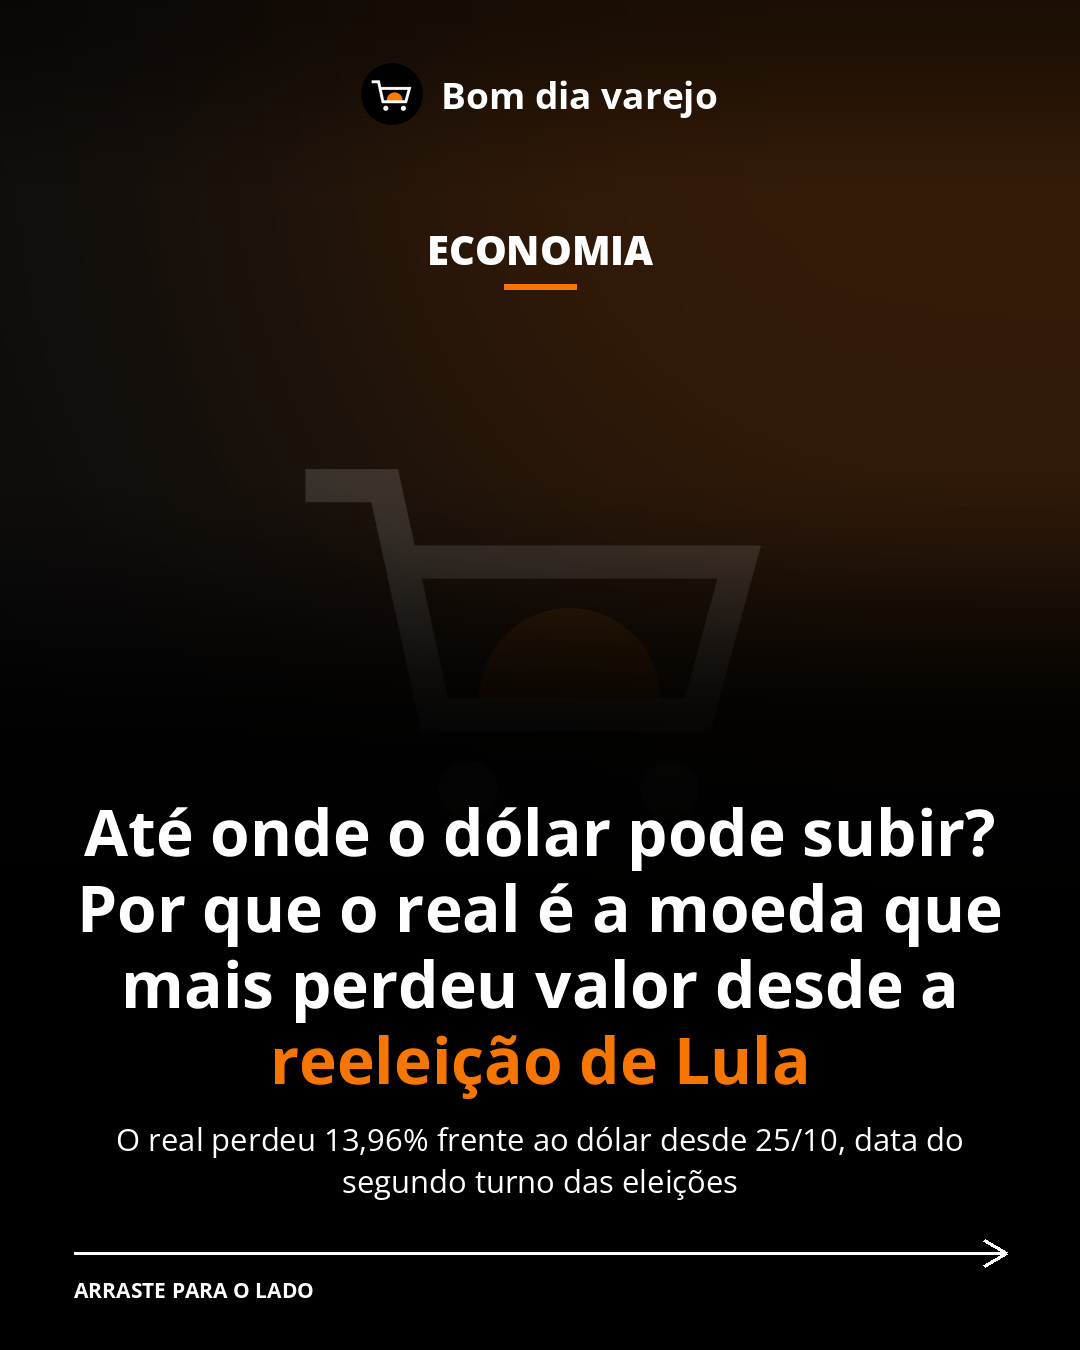 Bom dia varejo
ECONOMIA
Até onde o dólar pode subir?
Por que o real é a moeda que
mais perdeu valor desde a
reeleição de Lula
O real perdeu 13,96% frente ao dólar desde 25/10, data do
segundo turno das eleições
ARRASTE PARA O LADO